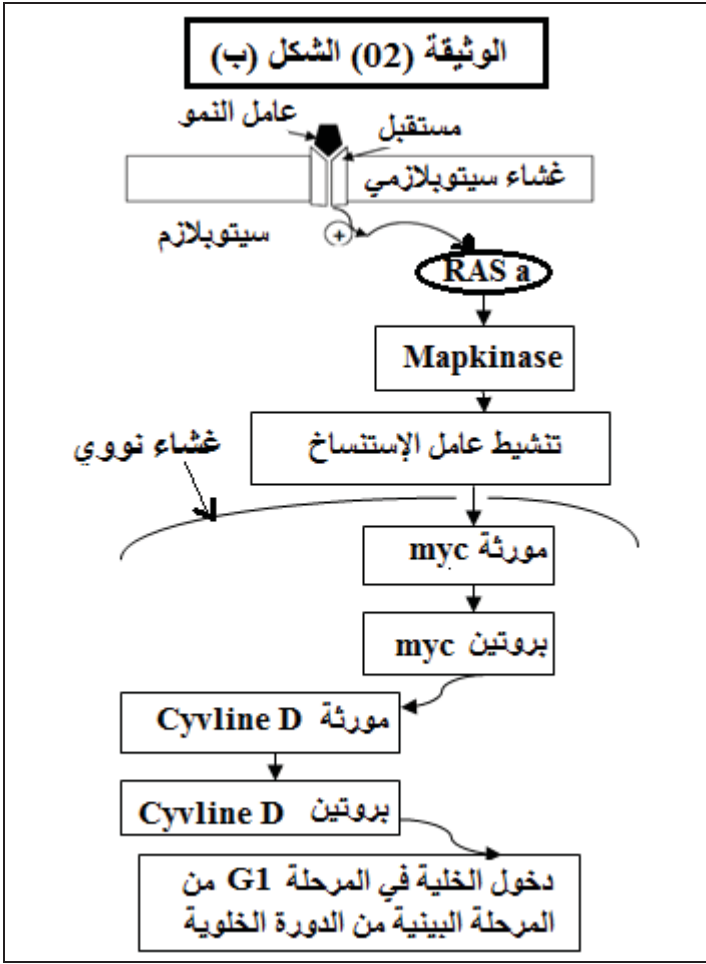 الوثيقة (02) الشكل (ب)
عامل النمو
مستقبل
غشاء سيتوبلازمي
سيتوبلازم
+
RAS a
Mapkinase
تنشيط عامل الإستنساخ
غشاء نووي
مورثة myc
بروتين myc
مورثة Cyvline D
بروتين Cyvline D
دخول الخلية في المرحلة G1 من
المرحلة البينية من الدورة الخلوية